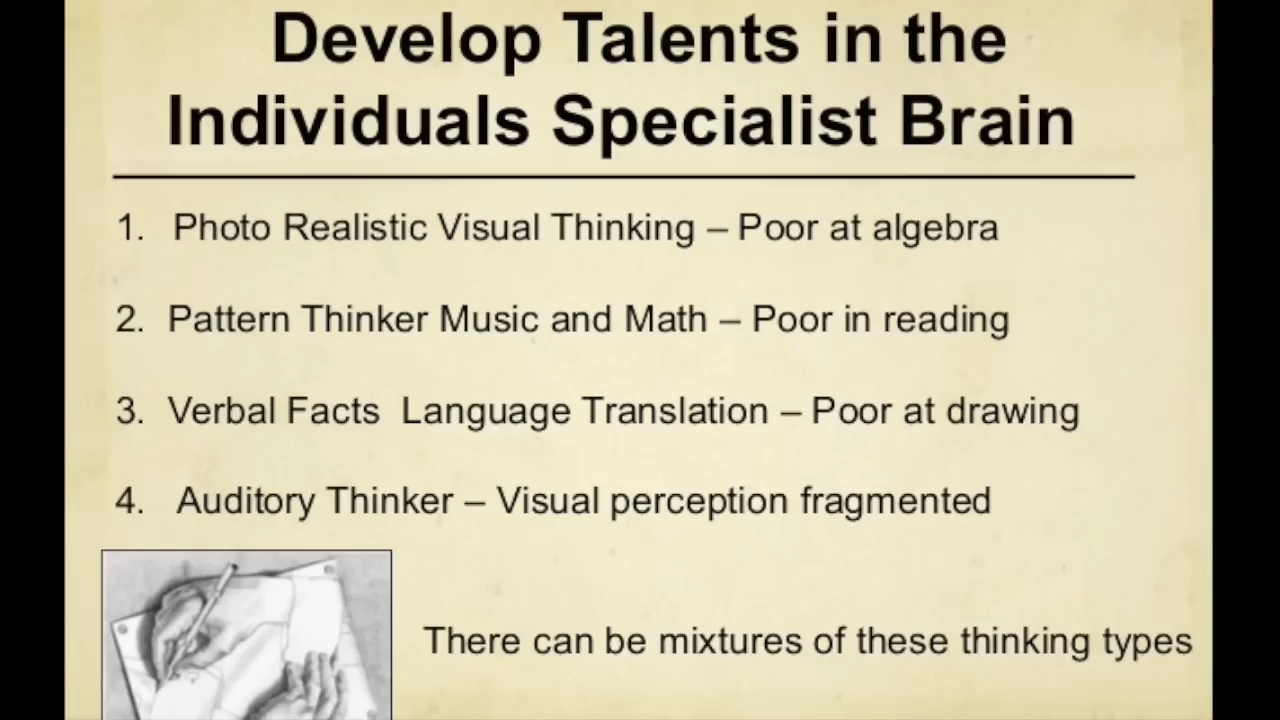 Develop Talents in the
Individuals Specialist Brain
1. Photo Realistic Visual Thinking – Poor at algebra
2. Pattern Thinker Music and Math – Poor in reading
3. Verbal Facts  Language Translation – Poor at drawing
4. Auditory Thinker – Visual perception fragmented
There can be mixtures of these thinking types